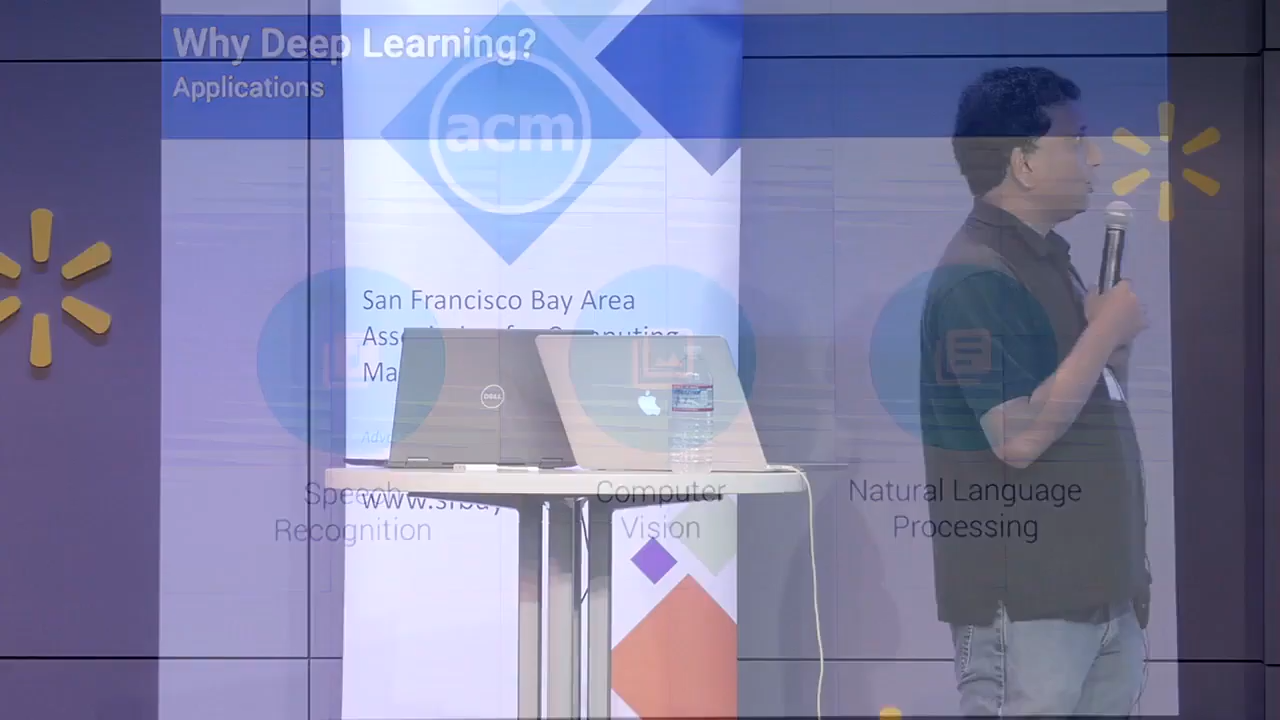 Why Deep Learning?
Applications
acm
San Francisco Bay Area
DELL
Speech
Recognition
Computer
Vision
Natural Language
Processing